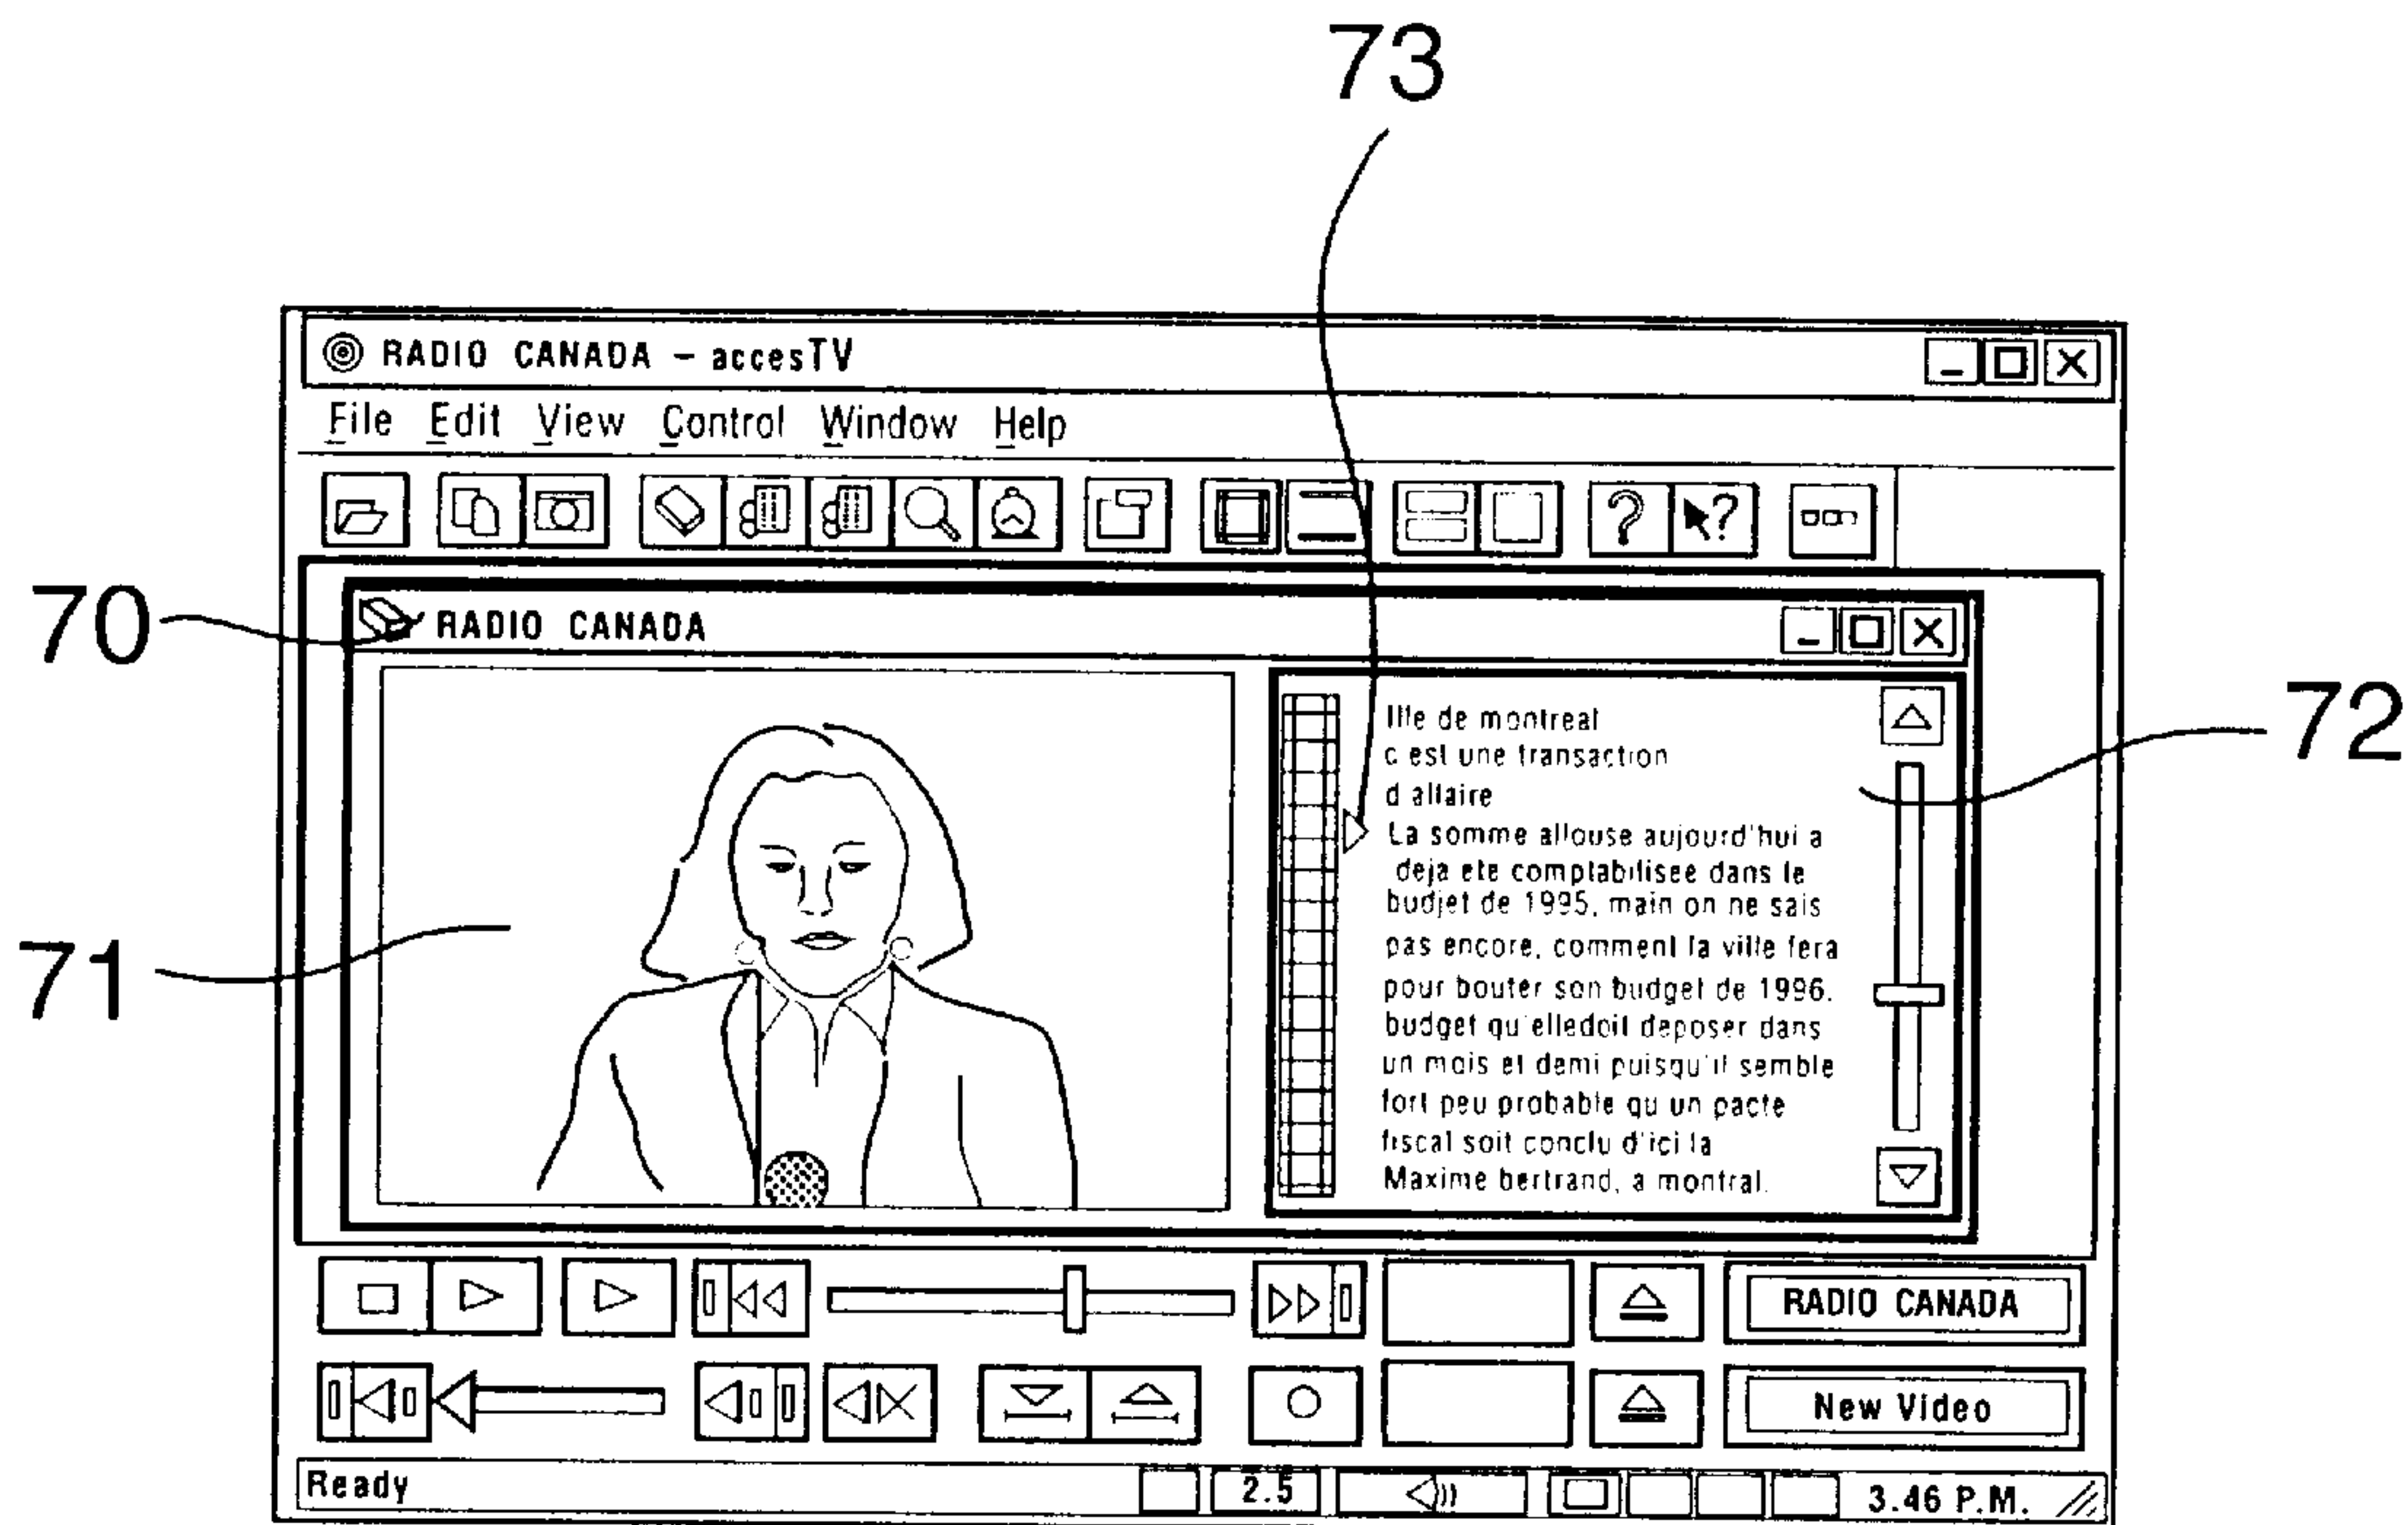 73
RADIO CANADA – accesTV
File Edit View Control Window Help
70
RADIO CANADA
71
72
Ille de montreal
c est une transaction
d allaire
La somme allouse aujourd'hui a
deja ete comptabilisee dans le
budjet de 1995, main on ne sais
pas encore, comment la ville fera
pour bouter son budget de 1996.
budget qu'elledoit deposer dans
un mois et demi puisqu'il semble
fort peu probable qu un pacte
fiscal soit conclu d'ici la
Maxime bertrand, a montral.
RADIO CANADA
New Video
Ready 2.5 3.46 P.M.